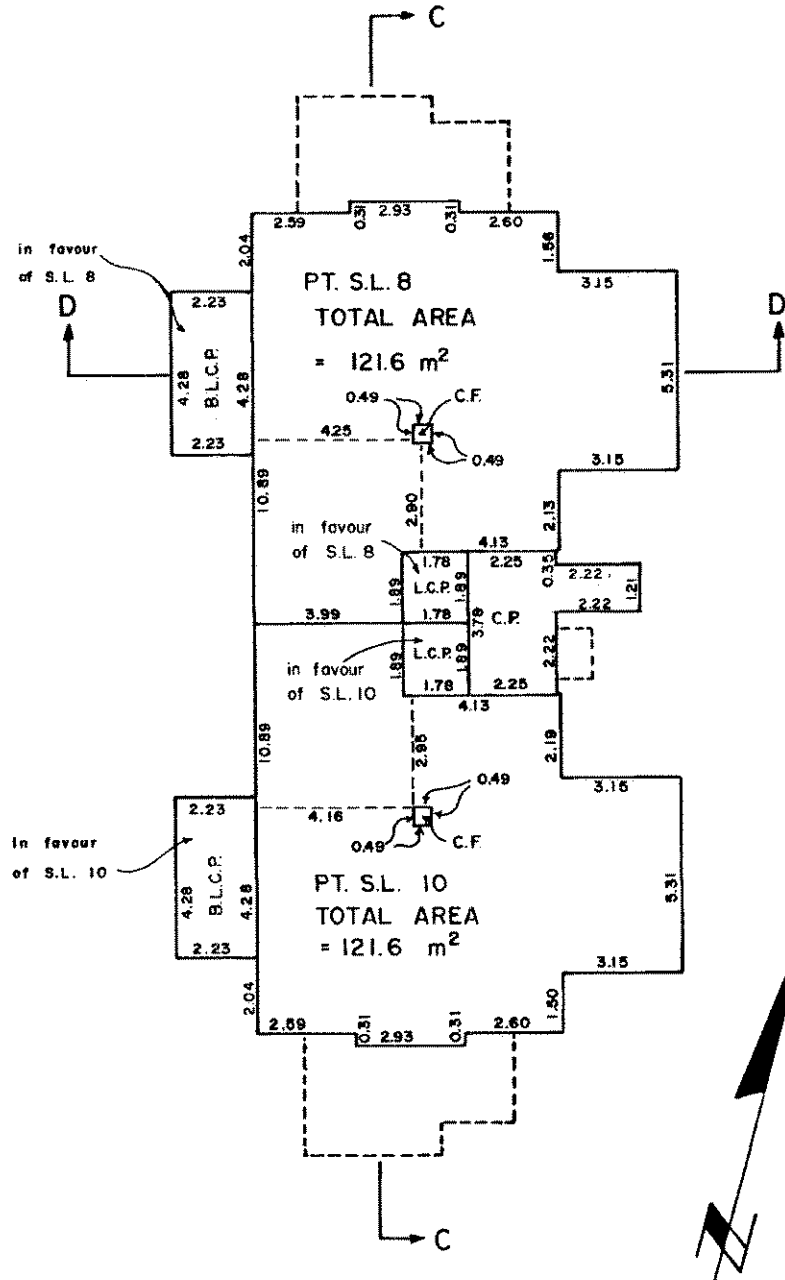 C
2.59
0.31
2.93
0.31
2.60
2.04
1.56
in favour
of S.L. 8
PT. S.L. 8
TOTAL AREA
= 121.6 m²
3.15
D
D
2.23
4.28
B.L.C.P.
4.28
5.31
2.23
0.49
C.F.
4.25
0.49
3.15
10.89
2.90
2.13
in favour
of S.L. 8
4.13
1.78
2.25
0.35
2.22
1.89
L.C.P.
1.89
1.21
3.99
1.78
3.78
C.P.
2.22
in favour
of S.L. 10
1.89
L.C.P.
1.89
2.22
1.78
2.25
4.13
10.89
2.95
2.19
3.15
2.23
4.16
0.49
0.49
C.F.
In favour
of S.L. 10
4.28
B.L.C.P.
4.28
PT. S.L. 10
TOTAL AREA
= 121.6 m²
5.31
2.23
3.15
2.04
1.50
2.59
0.31
2.93
0.31
2.60
C
N